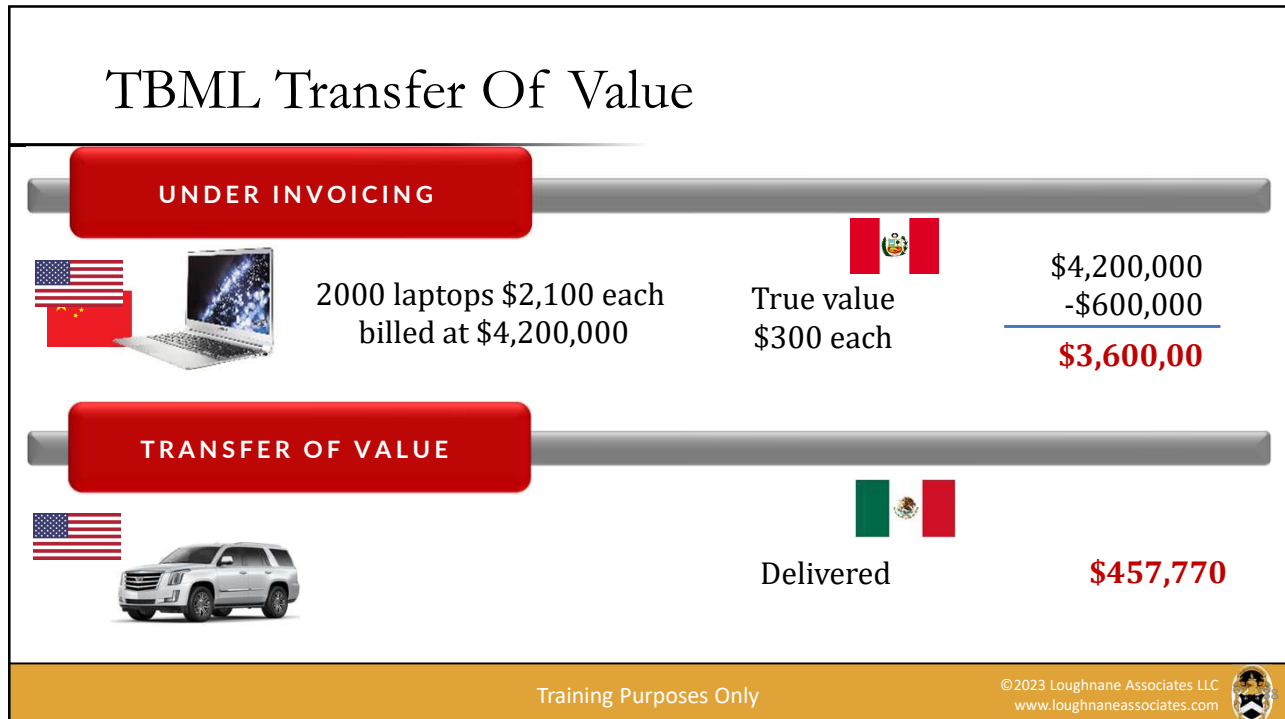 TBML Transfer Of Value
UNDER INVOICING
2000 laptops $2,100 each
billed at $4,200,000
True value
$300 each
$4,200,000
-$600,000
$3,600,00
TRANSFER OF VALUE
Delivered
$457,770
Training Purposes Only
©2023 Loughnane Associates LLC
www.loughnaneassociates.com